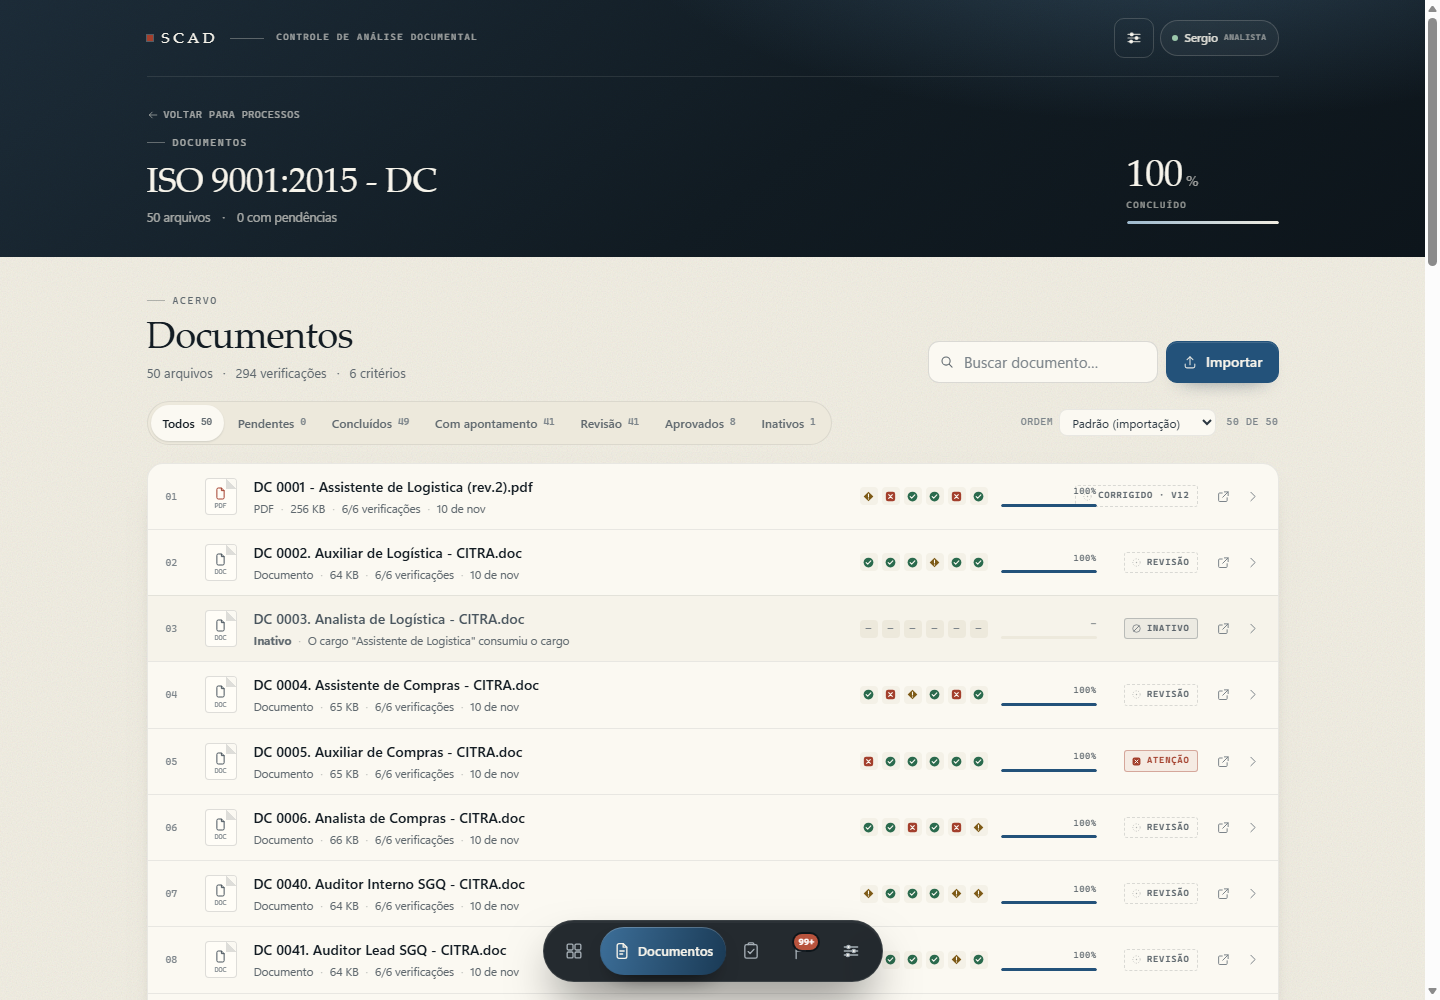 SCAD CONTROLE DE ANÁLISE DOCUMENTAL Sergio ANALISTA
← VOLTAR PARA PROCESSOS
DOCUMENTOS
ISO 9001:2015 - DC
50 arquivos · 0 com pendências
100 %
CONCLUÍDO
ACERVO
Documentos
50 arquivos · 294 verificações · 6 critérios
Buscar documento...
Importar
Todos 50 Pendentes 0 Concluídos 49 Com apontamento 41 Revisão 41 Aprovados 8 Inativos 1
ORDEM Padrão (importação) 50 DE 50
01 PDF DC 0001 - Assistente de Logistica (rev.2).pdf 100% CORRIGIDO · V12
PDF · 256 KB · 6/6 verificações · 10 de nov
02 DOC DC 0002. Auxiliar de Logística - CITRA.doc 100% REVISÃO
Documento · 64 KB · 6/6 verificações · 10 de nov
03 DOC DC 0003. Analista de Logística - CITRA.doc – – – – – – – INATIVO
Inativo · O cargo "Assistente de Logistica" consumiu o cargo
04 DOC DC 0004. Assistente de Compras - CITRA.doc 100% REVISÃO
Documento · 65 KB · 6/6 verificações · 10 de nov
05 DOC DC 0005. Auxiliar de Compras - CITRA.doc 100% ATENÇÃO
Documento · 65 KB · 6/6 verificações · 10 de nov
06 DOC DC 0006. Analista de Compras - CITRA.doc 100% REVISÃO
Documento · 66 KB · 6/6 verificações · 10 de nov
07 DOC DC 0040. Auditor Interno SGQ - CITRA.doc 100% REVISÃO
Documento · 64 KB · 6/6 verificações · 10 de nov
08 DOC DC 0041. Auditor Lead SGQ - CITRA.doc 100% REVISÃO
Documento · 64 KB · 6/6 verificações · 10 de nov
Documentos 99+